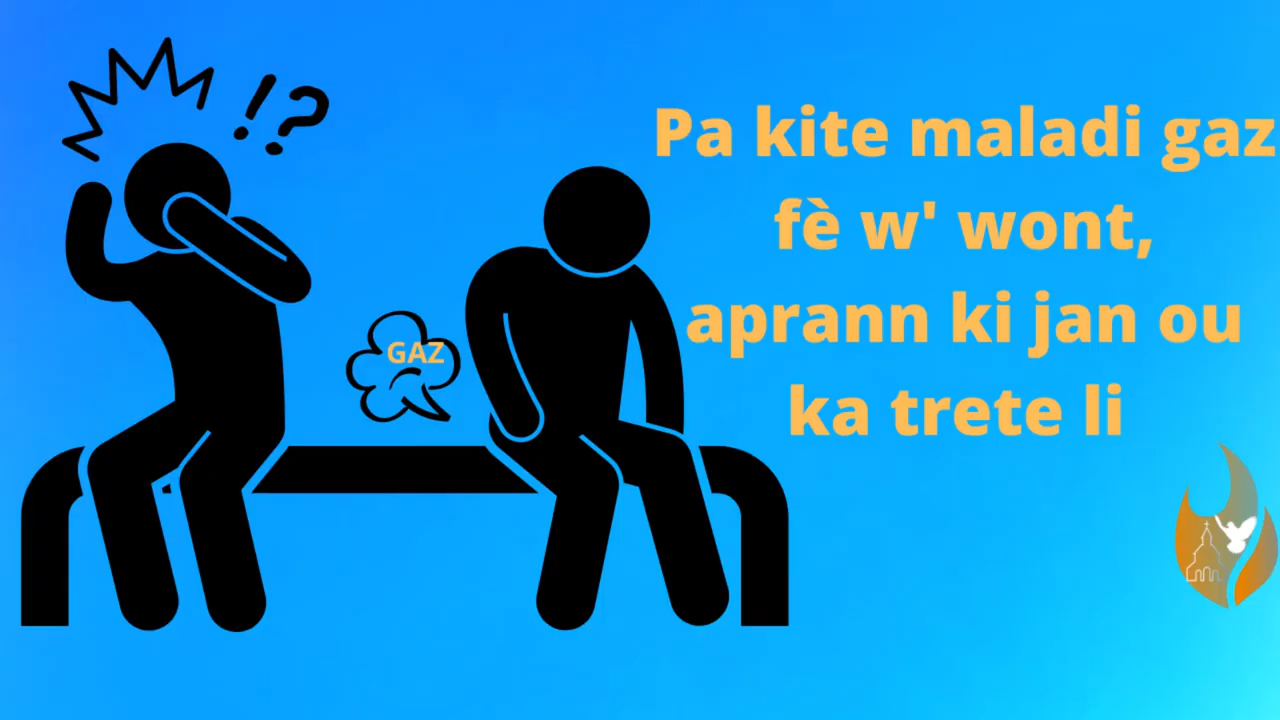 !?
Pa kite maladi gaz
fè w' wont,
aprann ki jan ou
ka trete li
GAZ